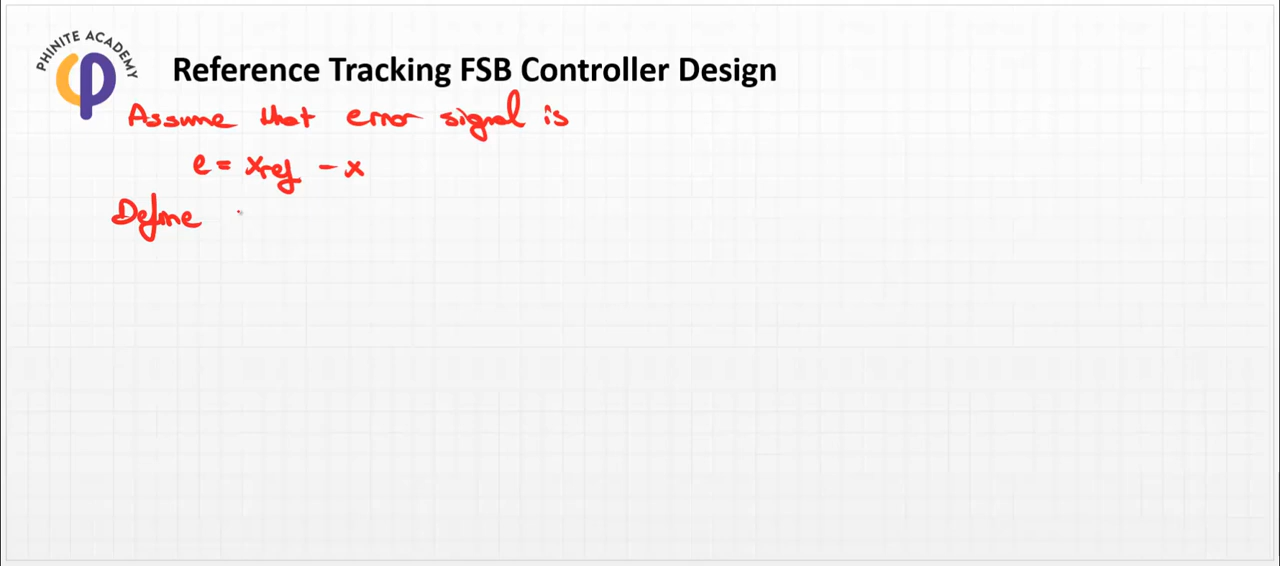 PHINITE ACADEMY
Reference Tracking FSB Controller Design
Assume that error signal is
e = xref - x
Define